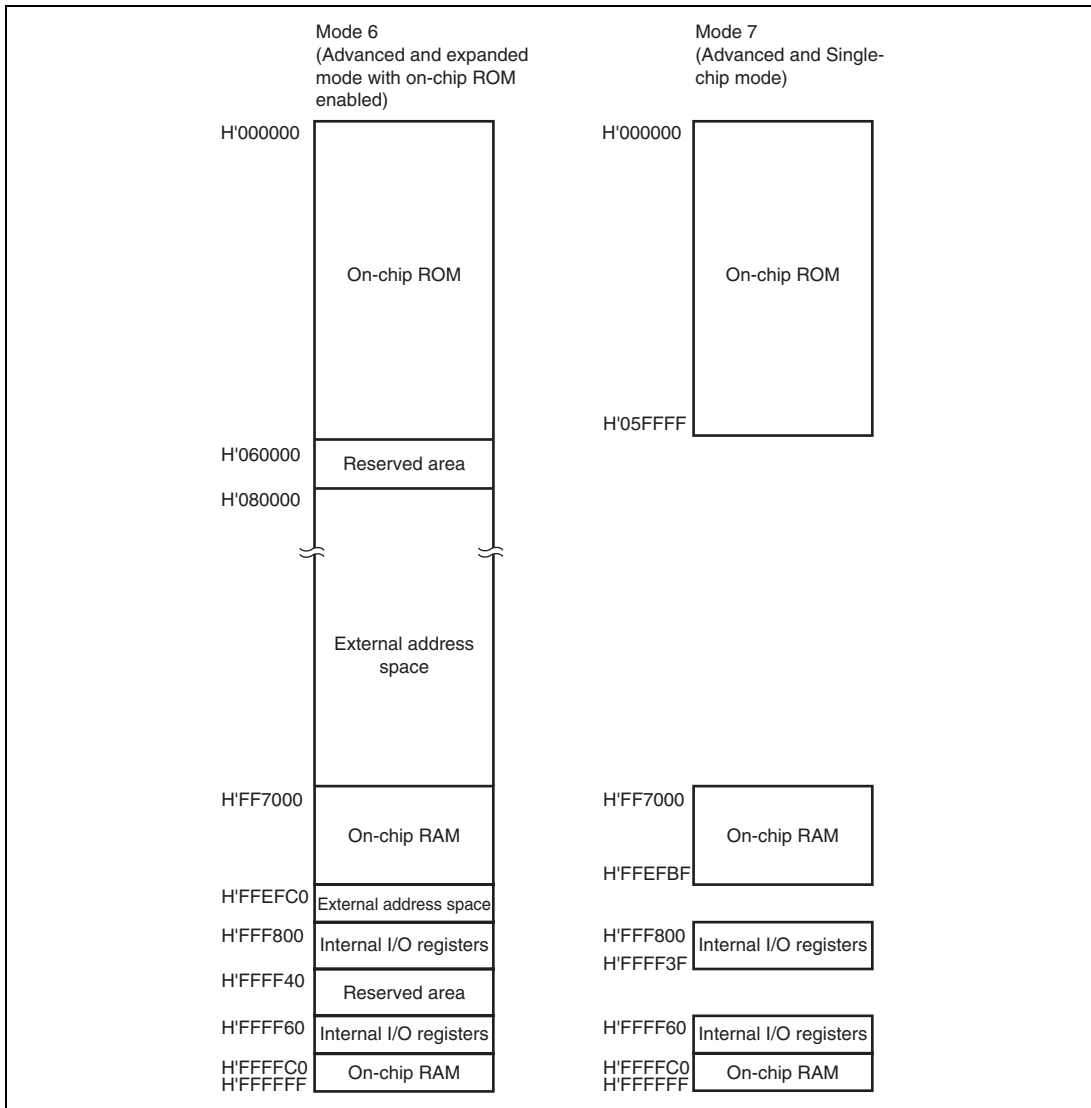 Mode 6
(Advanced and expanded
mode with on-chip ROM
enabled)
H'000000
On-chip ROM
H'060000
Reserved area
H'080000
External address
space
H'FF7000
On-chip RAM
H'FFEFC0
External address space
H'FFF800
Internal I/O registers
H'FFFF40
Reserved area
H'FFFF60
Internal I/O registers
H'FFFFC0
H'FFFFFF
On-chip RAM
Mode 7
(Advanced and Single-
chip mode)
H'000000
On-chip ROM
H'05FFFF
H'FF7000
On-chip RAM
H'FFEFBF
H'FFF800
Internal I/O registers
H'FFFF3F
H'FFFF60
Internal I/O registers
H'FFFFC0
H'FFFFFF
On-chip RAM